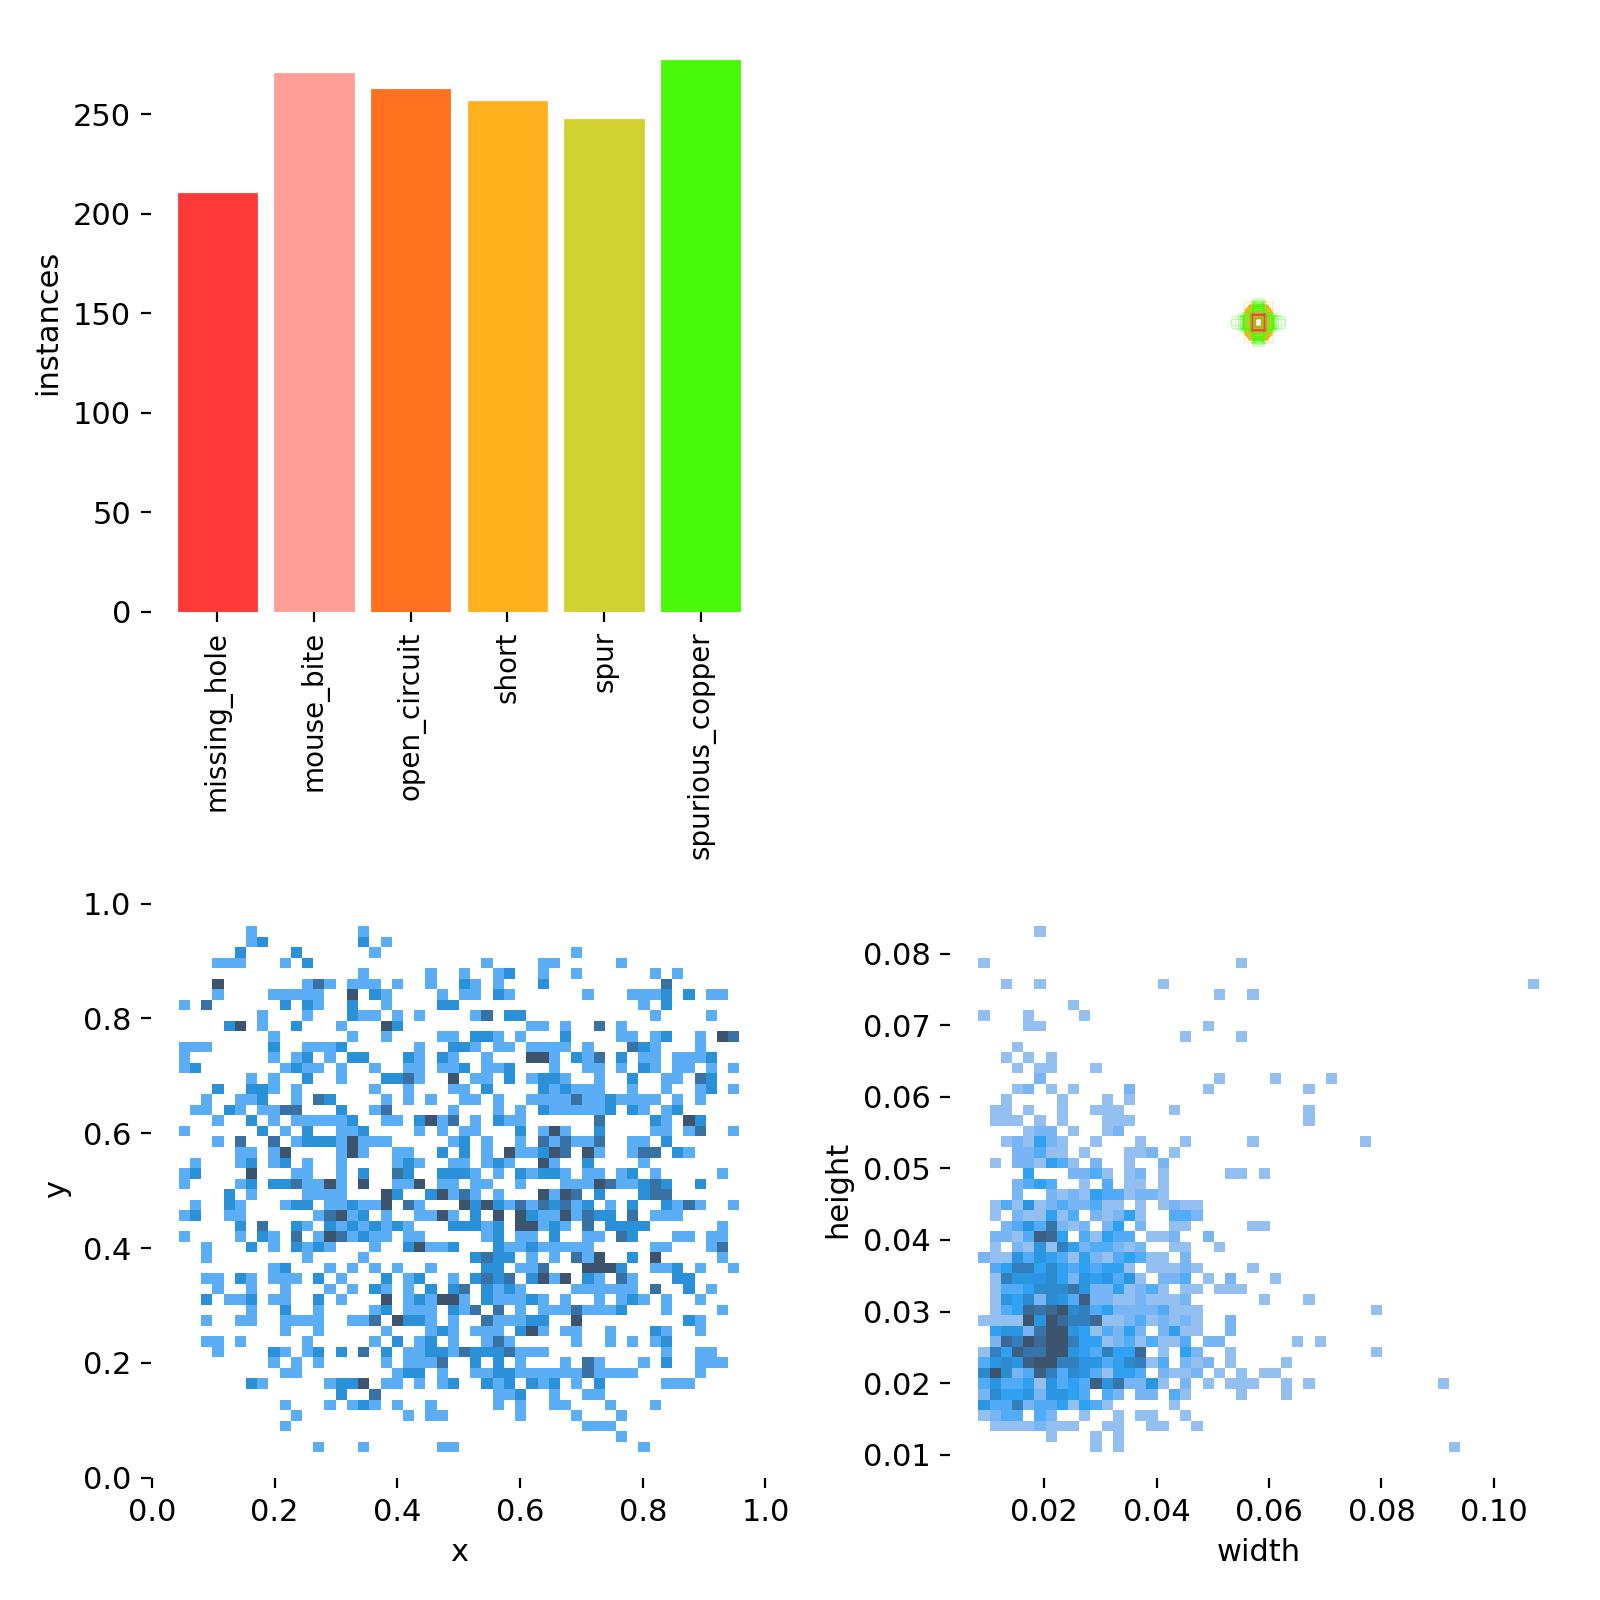 250
200
150
100
50
0
instances
missing_hole
mouse_bite
open_circuit
short
spur
spurious_copper
1.0
0.8
0.6
0.4
0.2
0.0
y
0.0 0.2 0.4 0.6 0.8 1.0
x
0.08
0.07
0.06
0.05
0.04
0.03
0.02
0.01
height
0.02 0.04 0.06 0.08 0.10
width